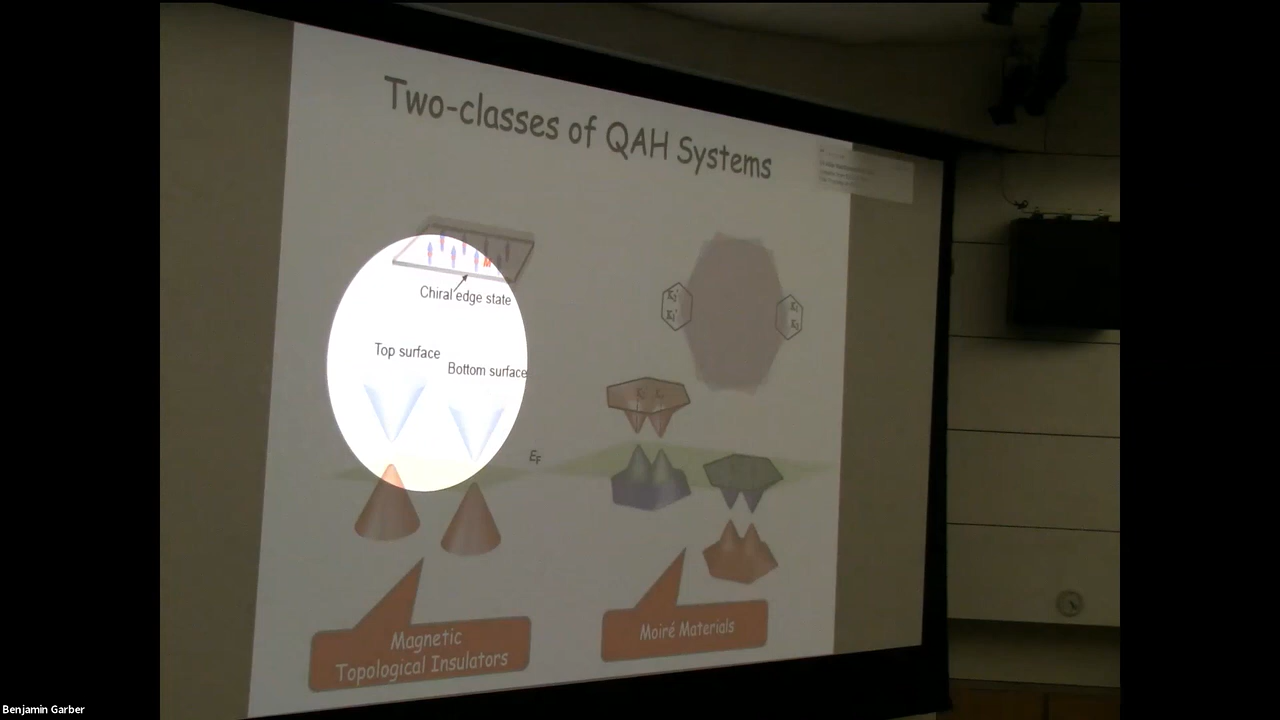 Two-classes of QAH Systems
M
Chiral edge state
Top surface
Bottom surface
EF
Magnetic
Topological Insulators
Moiré Materials
Benjamin Garber